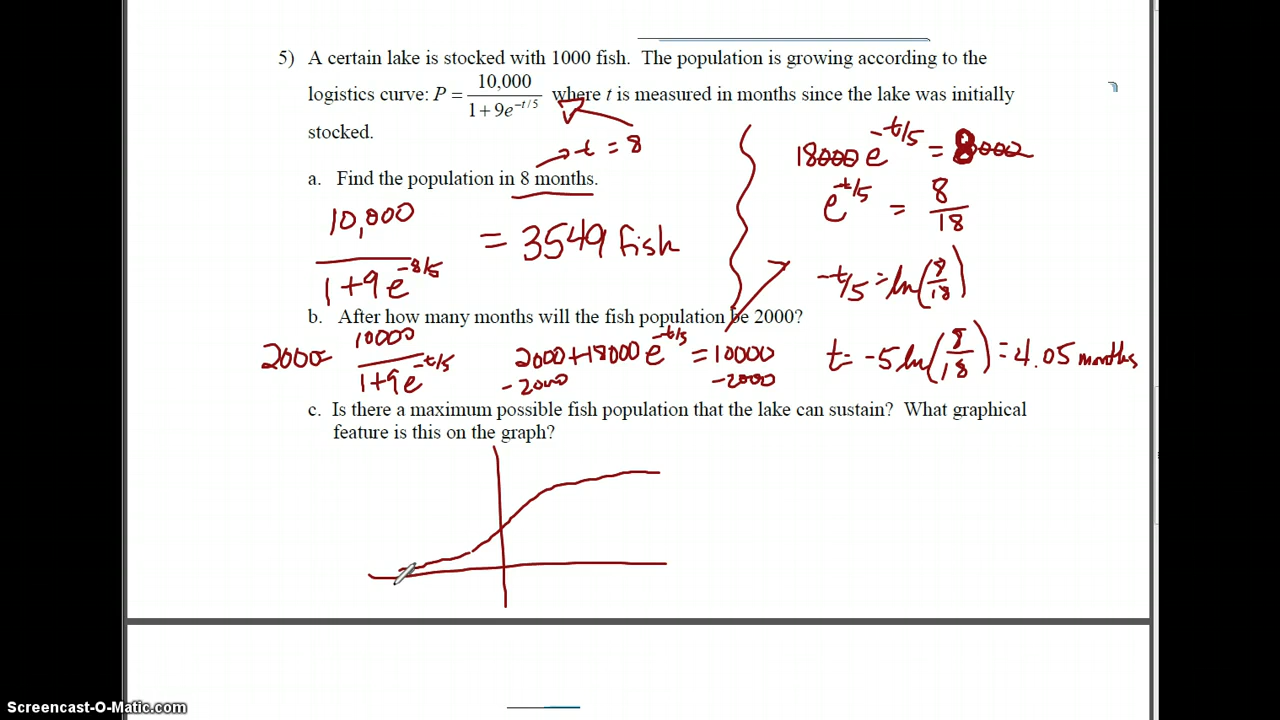 5) A certain lake is stocked with 1000 fish. The population is growing according to the
logistics curve: P = 10,000 / 1+9e^(-t/5) where t is measured in months since the lake was initially
stocked.
t = 8
a. Find the population in 8 months.
10,000 / 1+9e^(-8/5) = 3549 fish
b. After how many months will the fish population be 2000?
2000 = 10000 / 1+9e^(-t/5)
2000+18000e^(-t/5) = 10000
-2000 -2000
18000e^(-t/5) = 8000
e^(-t/5) = 8/18
-t/5 = ln(8/18)
t = -5 ln(8/18) = 4.05 months
c. Is there a maximum possible fish population that the lake can sustain? What graphical
feature is this on the graph?
Screencast-O-Matic.com